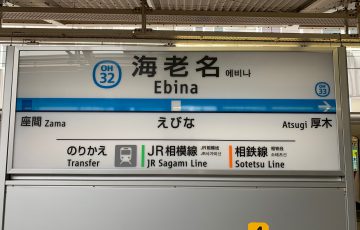 OH 32 海老名 에비나
Ebina
OH 33
座間 Zama えびな Atsugi 厚木
のりかえ Transfer
JR相模線
JR Sagami Line
相鉄線
Sotetsu Line
4